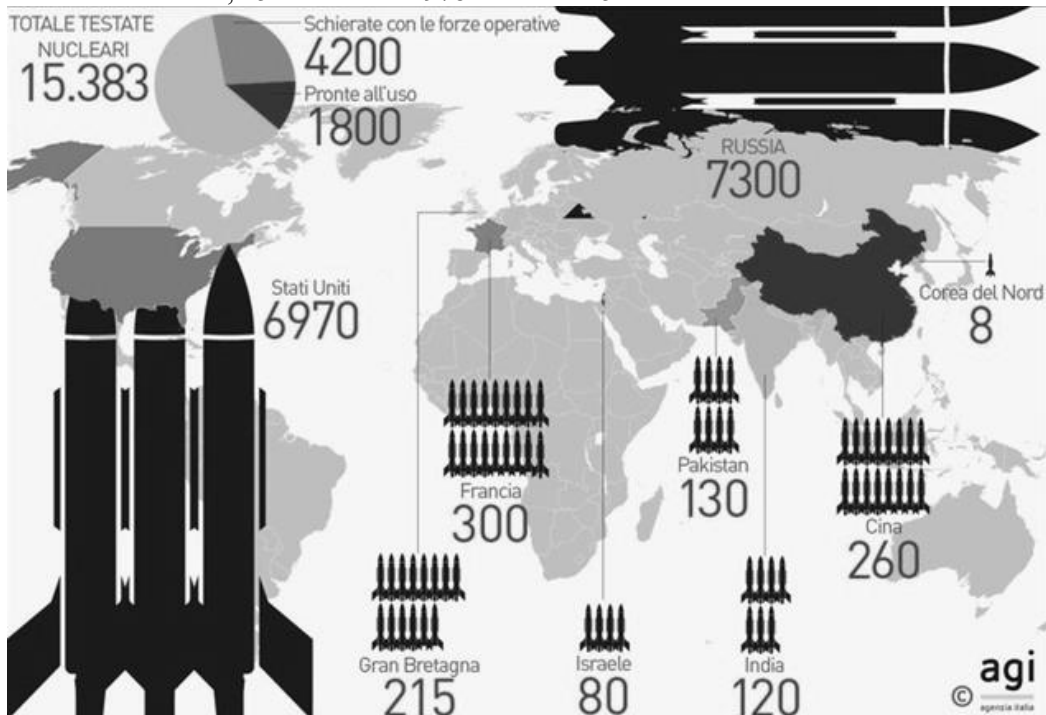 TOTALE TESTATE
NUCLEARI
15.383
Schierate con le forze operative
4200
Pronte all'uso
1800
RUSSIA
7300
Stati Uniti
6970
Corea del Nord
8
Francia
300
Pakistan
130
Cina
260
Gran Bretagna
215
Israele
80
India
120
© agi
agenzia italia